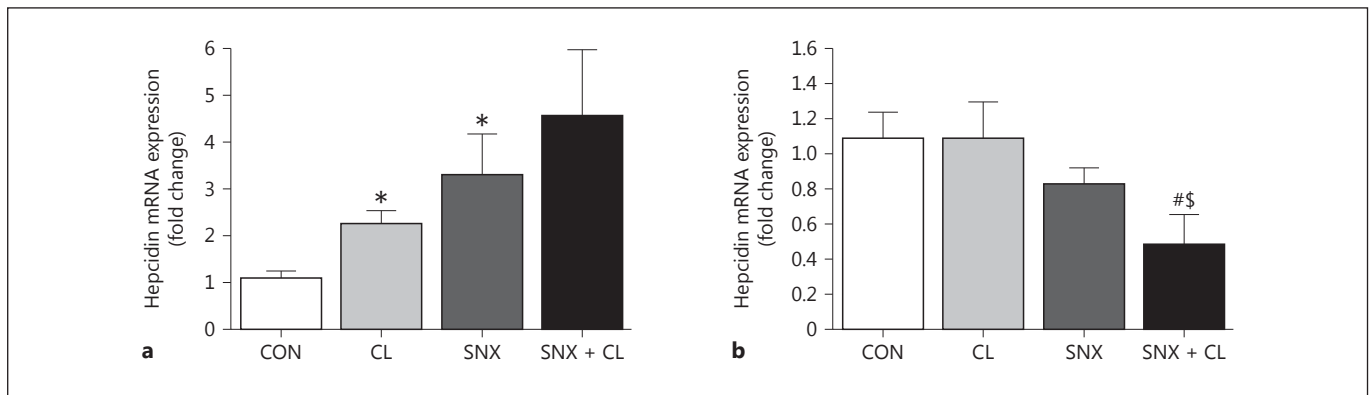 Hepcidin mRNA expression
(fold change)
6
5
4
3
2
1
0
*
*
CON
CL
SNX
SNX + CL
a
Hepcidin mRNA expression
(fold change)
1.6
1.4
1.2
1.0
0.8
0.6
0.4
0.2
0
#$
CON
CL
SNX
SNX + CL
b